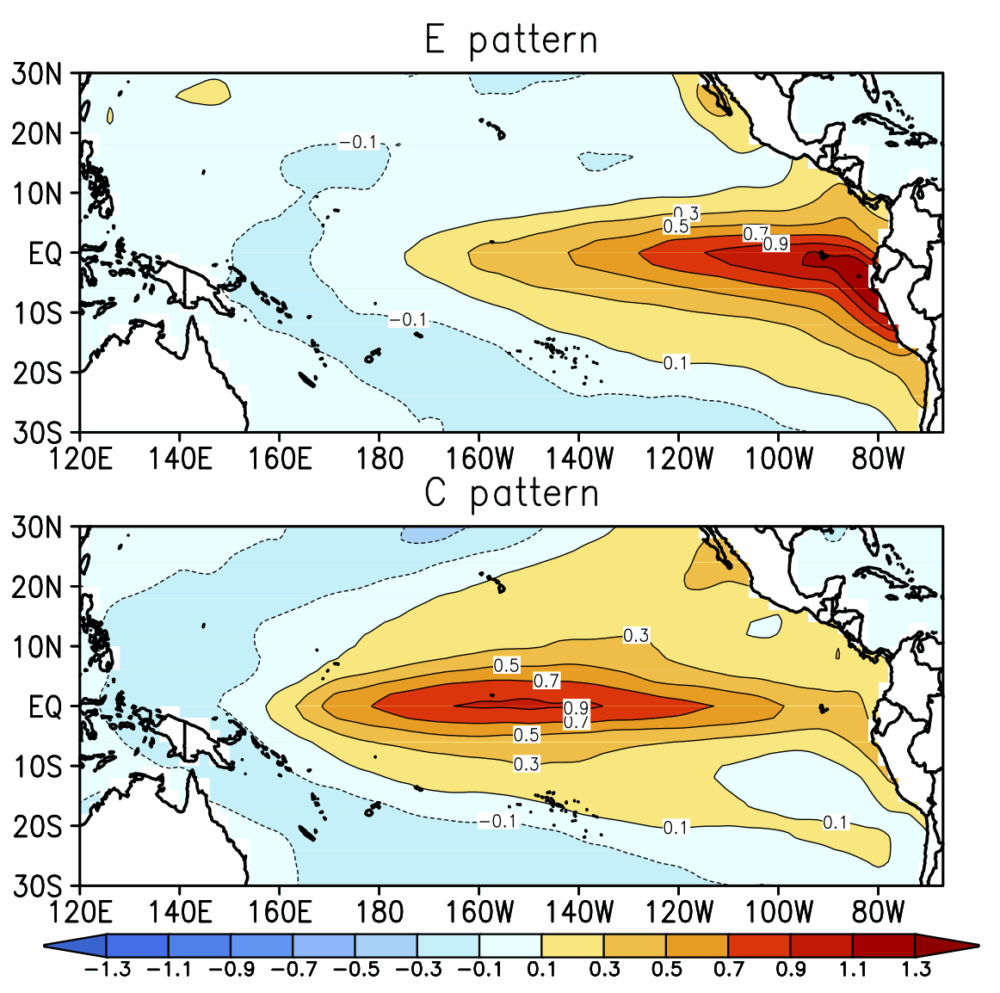 E pattern
30N
20N
10N
EQ
10S
20S
30S
-0.1
-0.1
0.3
0.5
0.7
0.9
0.1
120E 140E 160E 180 160W 140W 120W 100W 80W
C pattern
30N
20N
10N
EQ
10S
20S
30S
0.3
0.5
0.7
0.9
0.7
0.5
0.3
-0.1
0.1
0.1
120E 140E 160E 180 160W 140W 120W 100W 80W
-1.3 -1.1 -0.9 -0.7 -0.5 -0.3 -0.1 0.1 0.3 0.5 0.7 0.9 1.1 1.3